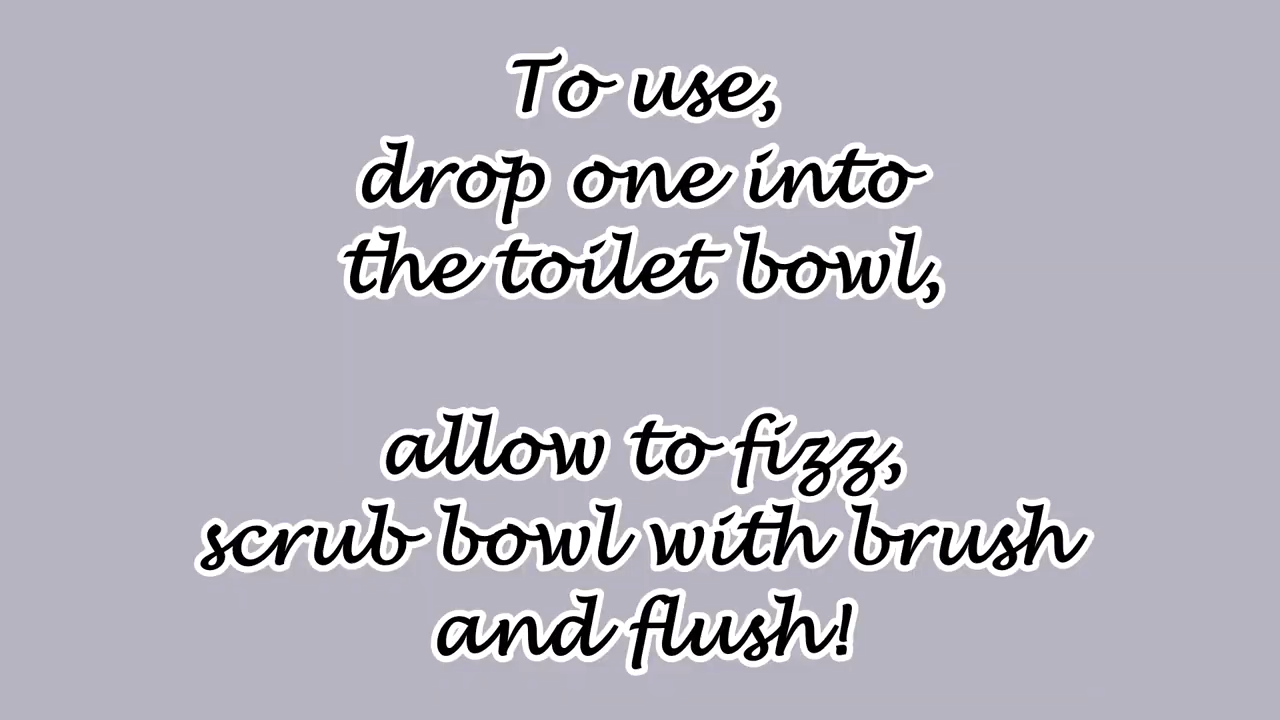 To use,
drop one into
the toilet bowl,
allow to fizz,
scrub bowl with brush
and flush!